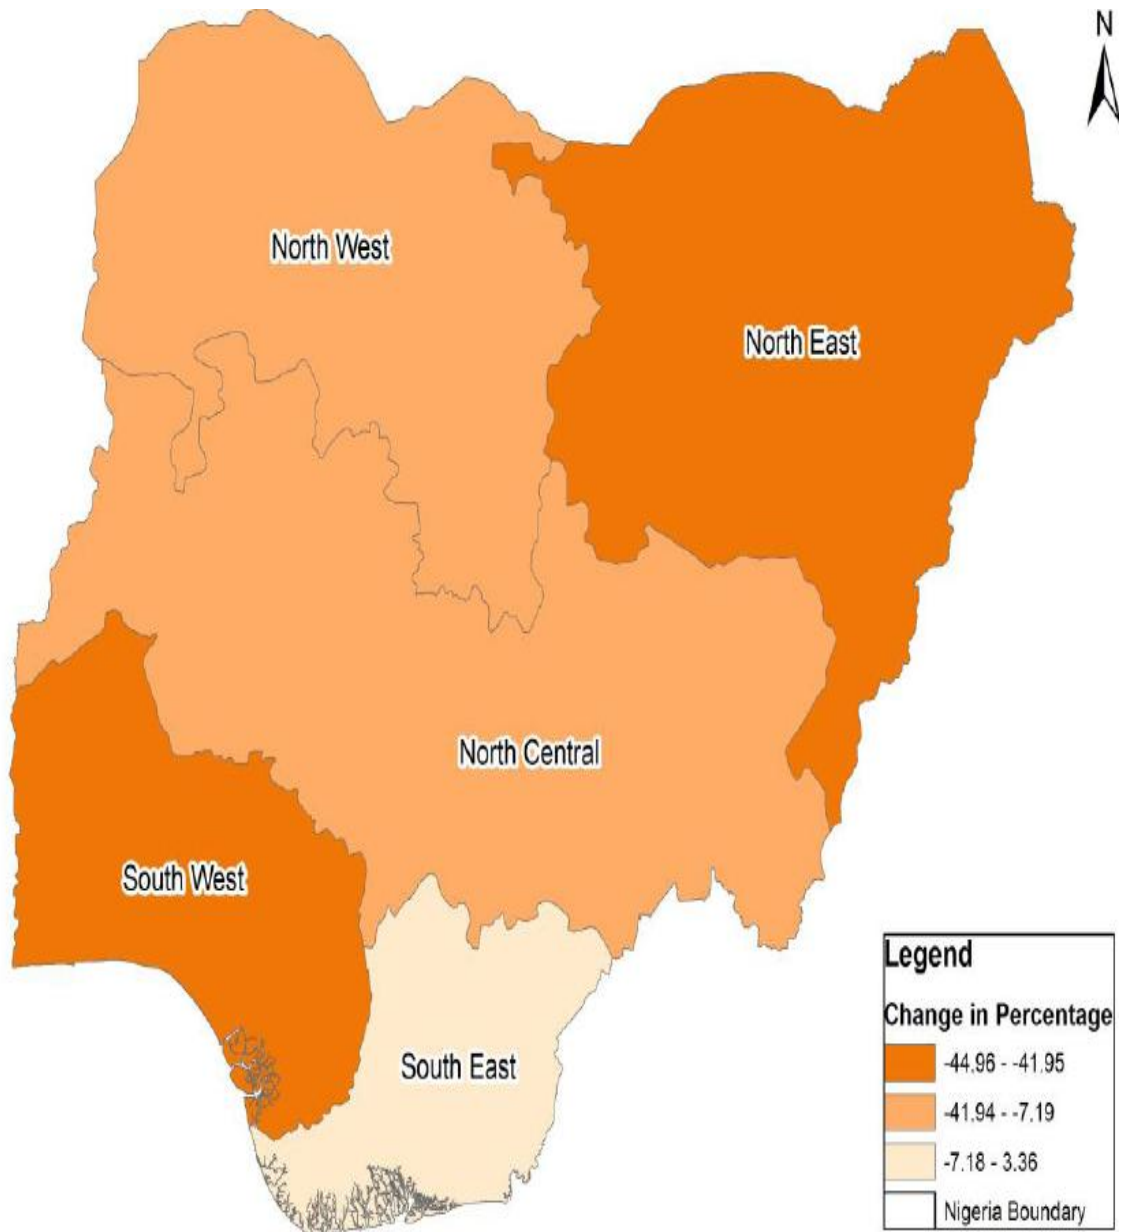 N
North West
North East
North Central
South West
South East
Legend
Change in Percentage
-44.96 - -41.95
-41.94 - -7.19
-7.18 - 3.36
Nigeria Boundary